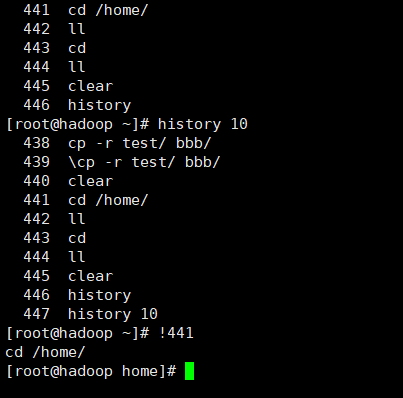 441 cd /home/
442 ll
443 cd
444 ll
445 clear
446 history
[root@hadoop ~]# history 10
438 cp -r test/ bbb/
439 \cp -r test/ bbb/
440 clear
441 cd /home/
442 ll
443 cd
444 ll
445 clear
446 history
447 history 10
[root@hadoop ~]# !441
cd /home/
[root@hadoop home]#